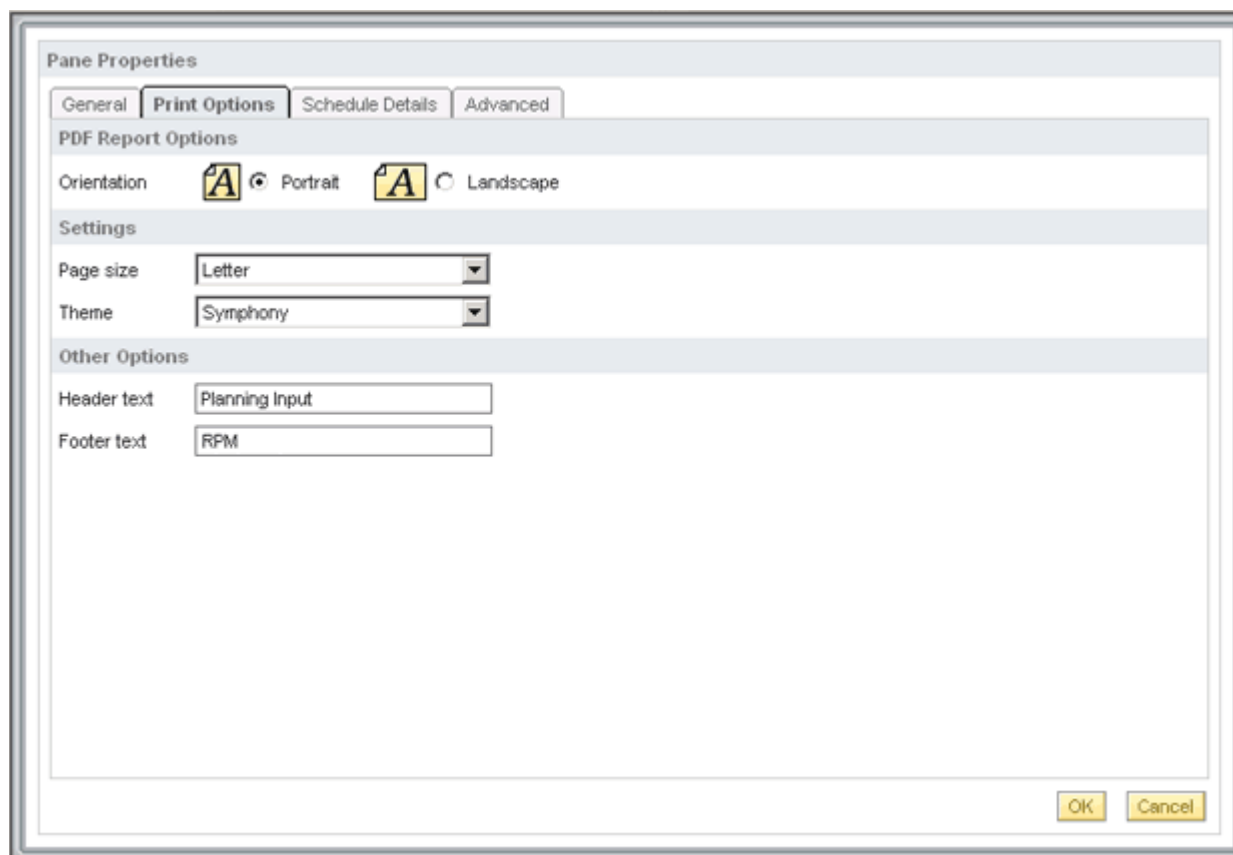 Pane Properties
General Print Options Schedule Details Advanced
PDF Report Options
Orientation A Portrait A Landscape
Settings
Page size Letter
Theme Symphony
Other Options
Header text Planning Input
Footer text RPM
OK Cancel